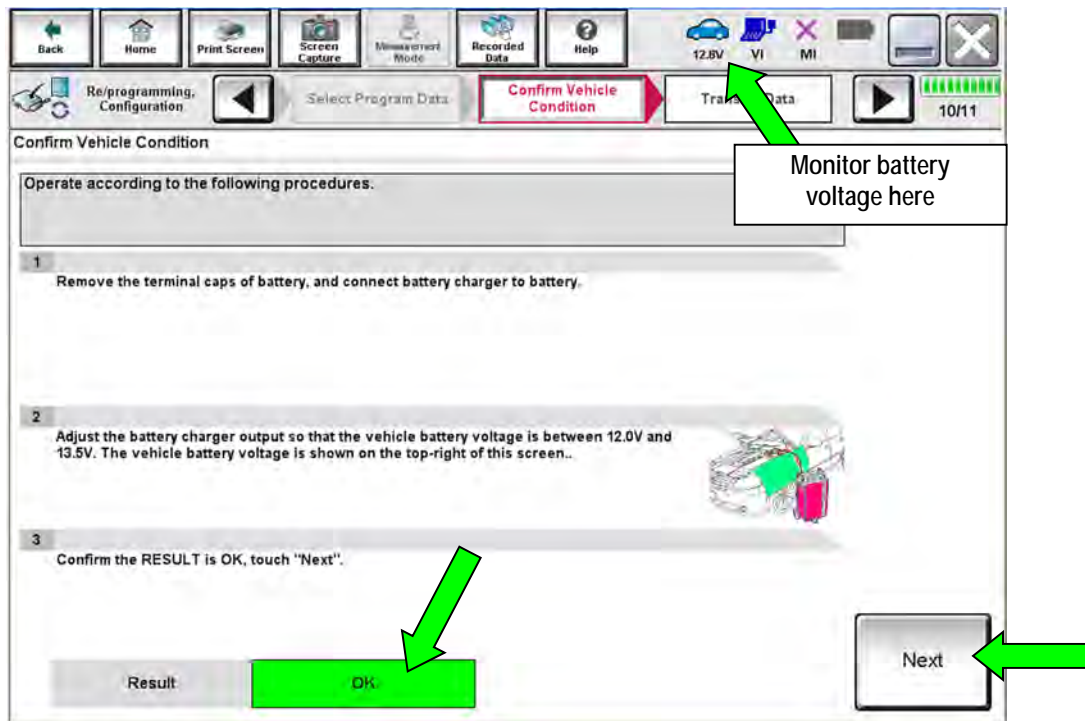 Back
Home
Print Screen
Screen
Capture
Measurement
Mode
Recorded
Data
Help
12.8V
VI
MI
Re/programming,
Configuration
Select Program Data
Confirm Vehicle
Condition
Data
10/11
Confirm Vehicle Condition
Monitor battery
voltage here
Operate according to the following procedures.
1
Remove the terminal caps of battery, and connect battery charger to battery.
2
Adjust the battery charger output so that the vehicle battery voltage is between 12.0V and
13.5V. The vehicle battery voltage is shown on the top-right of this screen..
3
Confirm the RESULT is OK, touch "Next".
Result
OK
Next